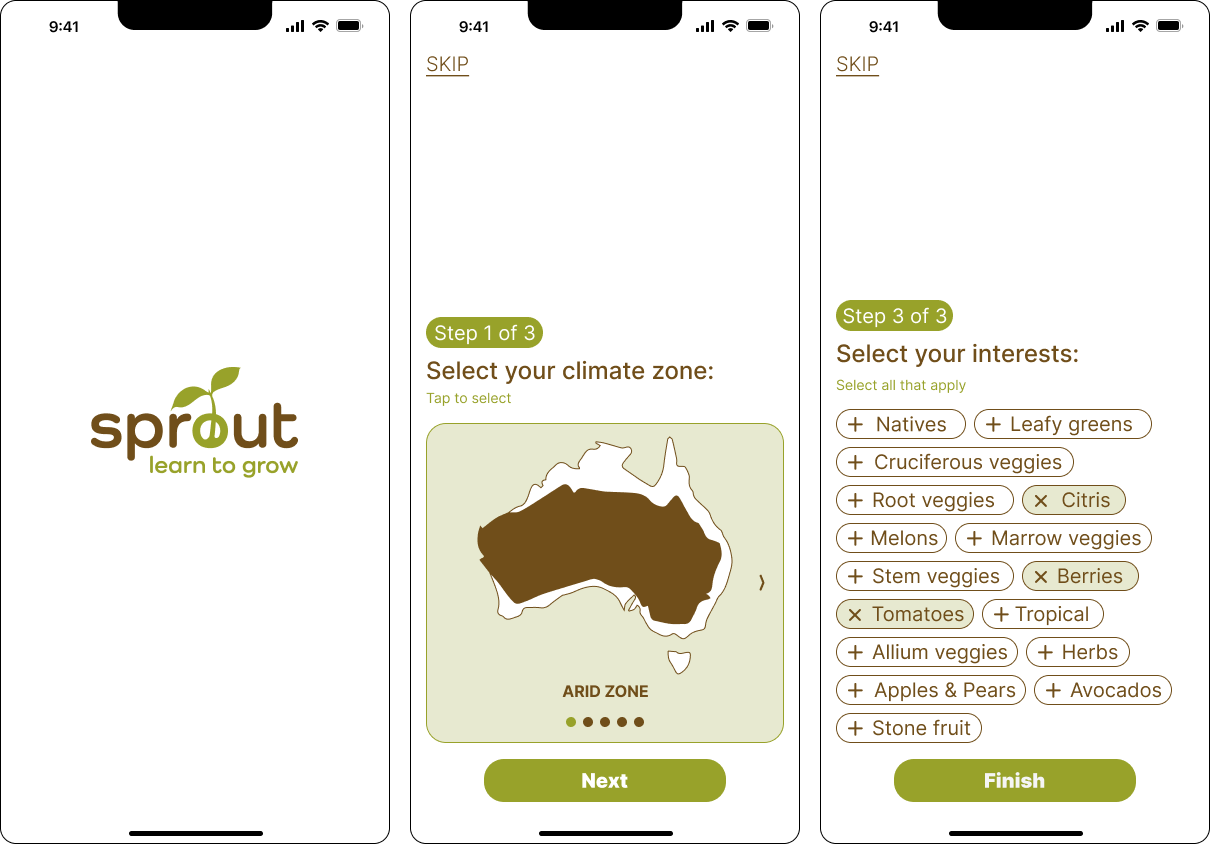 9:41
sprout
learn to grow
9:41
SKIP
Step 1 of 3
Select your climate zone:
Tap to select
ARID ZONE
Next
9:41
SKIP
Step 3 of 3
Select your interests:
Select all that apply
+ Natives + Leafy greens
+ Cruciferous veggies
+ Root veggies × Citris
+ Melons + Marrow veggies
+ Stem veggies × Berries
× Tomatoes + Tropical
+ Allium veggies + Herbs
+ Apples & Pears + Avocados
+ Stone fruit
Finish